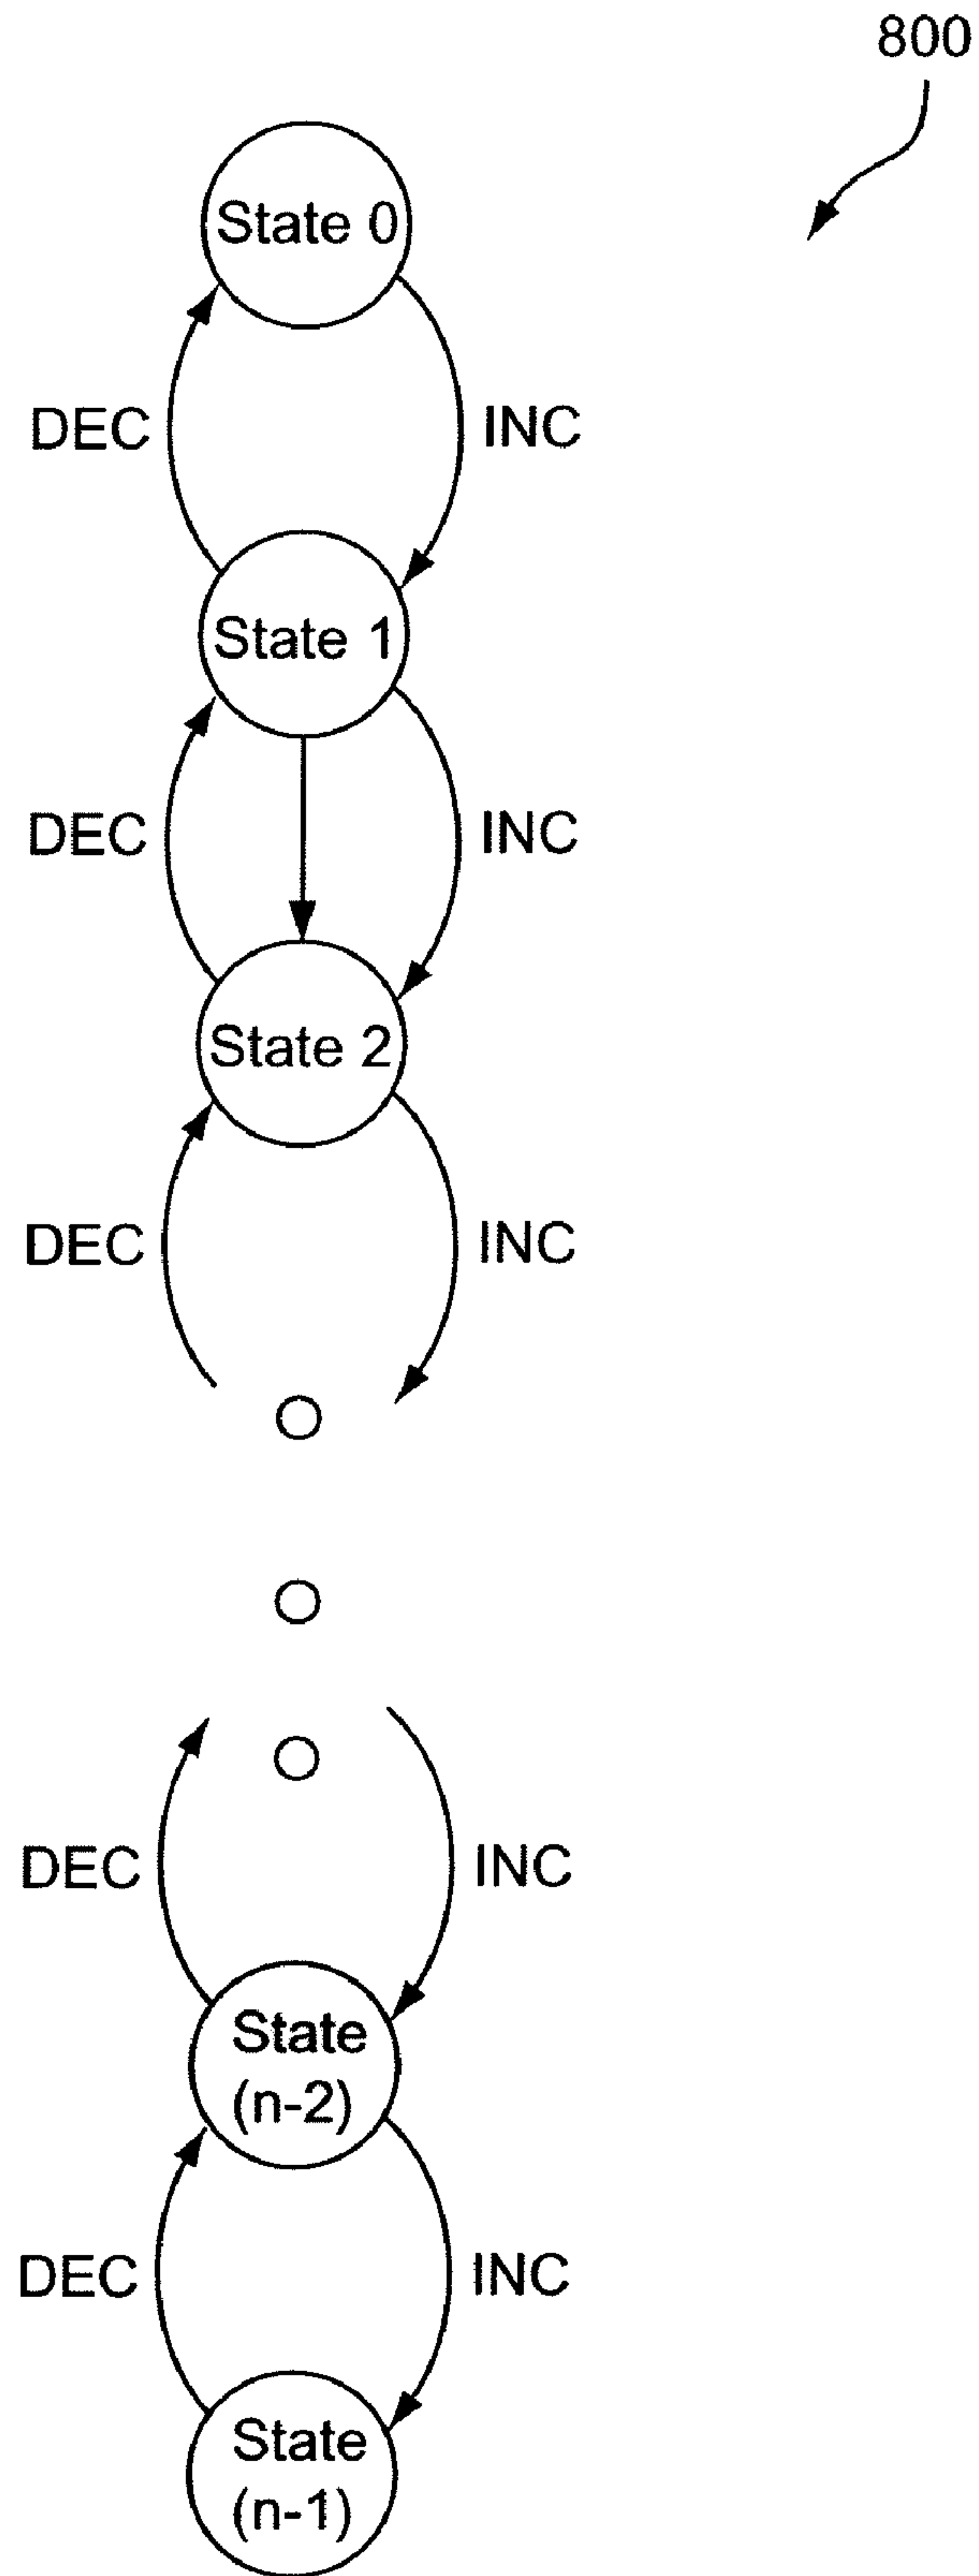 800
State 0
DEC INC
State 1
DEC INC
State 2
DEC INC
DEC INC
State
(n-2)
DEC INC
State
(n-1)